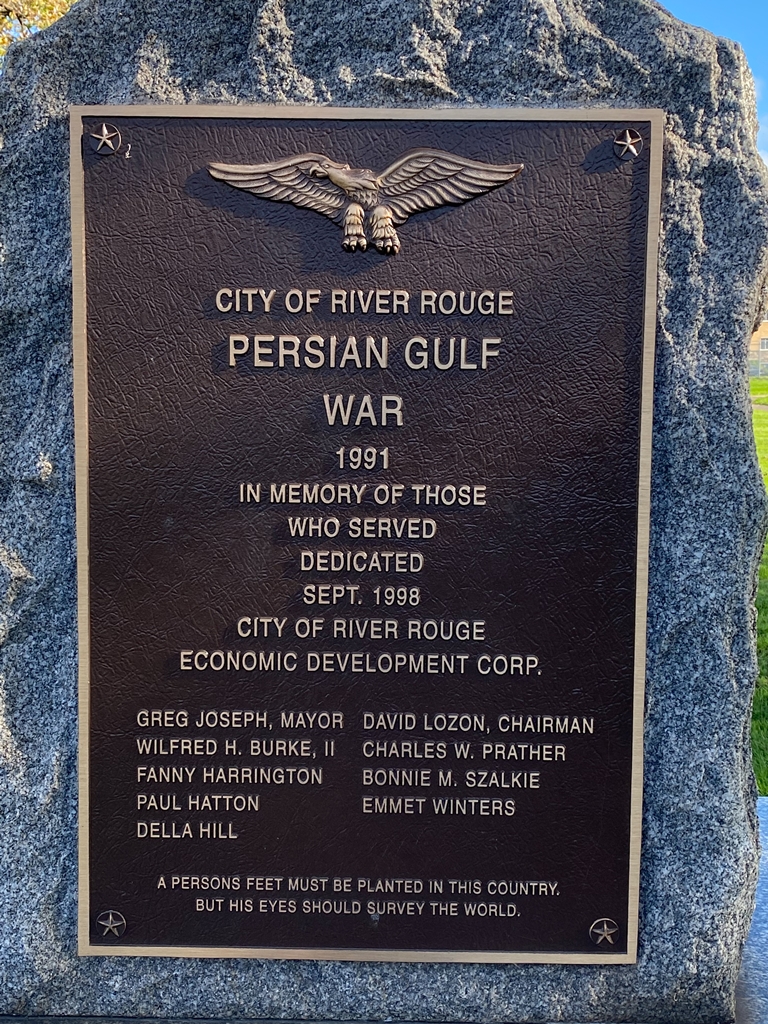 CITY OF RIVER ROUGE
PERSIAN GULF
WAR
1991
IN MEMORY OF THOSE
WHO SERVED
DEDICATED
SEPT. 1998
CITY OF RIVER ROUGE
ECONOMIC DEVELOPMENT CORP.
GREG JOSEPH, MAYOR
WILFRED H. BURKE, II
FANNY HARRINGTON
PAUL HATTON
DELLA HILL
DAVID LOZON, CHAIRMAN
CHARLES W. PRATHER
BONNIE M. SZALKIE
EMMET WINTERS
A PERSONS FEET MUST BE PLANTED IN THIS COUNTRY.
BUT HIS EYES SHOULD SURVEY THE WORLD.